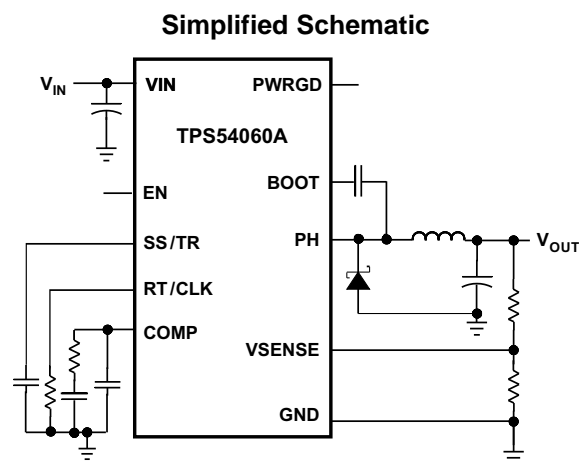 Simplified Schematic
VIN
VIN
PWRGD
TPS54060A
BOOT
EN
SS/TR
PH
VOUT
RT/CLK
COMP
VSENSE
GND